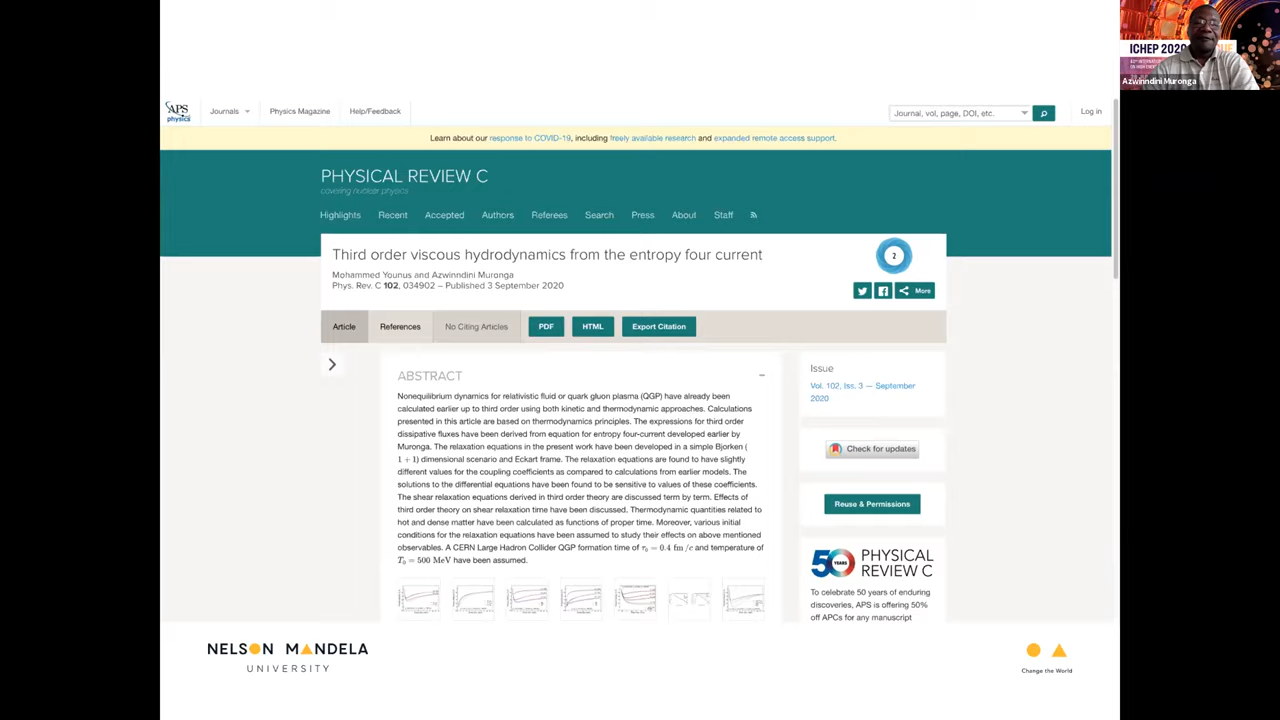 ICHEP 2020
Azwinndini Muronga
APS
physics
Journals
Physics Magazine
Help/Feedback
Journal, vol, page, DOI, etc.
Log in
Learn about our response to COVID-19, including freely available research and expanded remote access support.
PHYSICAL REVIEW C
covering nuclear physics
Highlights
Recent
Accepted
Authors
Referees
Search
Press
About
Staff
Third order viscous hydrodynamics from the entropy four current
Mohammed Younus and Azwinndini Muronga
Phys. Rev. C 102, 034902 – Published 3 September 2020
2
More
Article
References
No Citing Articles
PDF
HTML
Export Citation
ABSTRACT
Nonequilibrium dynamics for relativistic fluid or quark gluon plasma (QGP) have already been
calculated earlier up to third order using both kinetic and thermodynamic approaches. Calculations
presented in this article are based on thermodynamics principles. The expressions for third order
dissipative fluxes have been derived from equation for entropy four-current developed earlier by
Muronga. The relaxation equations in the present work have been developed in a simple Bjorken (
1 + 1) dimensional scenario and Eckart frame. The relaxation equations are found to have slightly
different values for the coupling coefficients as compared to calculations from earlier models. The
solutions to the differential equations have been found to be sensitive to values of these coefficients.
The shear relaxation equations derived in third order theory are discussed term by term. Effects of
third order theory on shear relaxation time have been discussed. Thermodynamic quantities related to
hot and dense matter have been calculated as functions of proper time. Moreover, various initial
conditions for the relaxation equations have been assumed to study their effects on above mentioned
observables. A CERN Large Hadron Collider QGP formation time of τ₀ = 0.4 fm/c and temperature of
T₀ = 500 MeV have been assumed.
Issue
Vol. 102, Iss. 3 — September
2020
Check for updates
Reuse & Permissions
50 YEARS
PHYSICAL
REVIEW C
To celebrate 50 years of enduring
discoveries, APS is offering 50%
off APCs for any manuscript
NELSON MANDELA
UNIVERSITY
Change the World